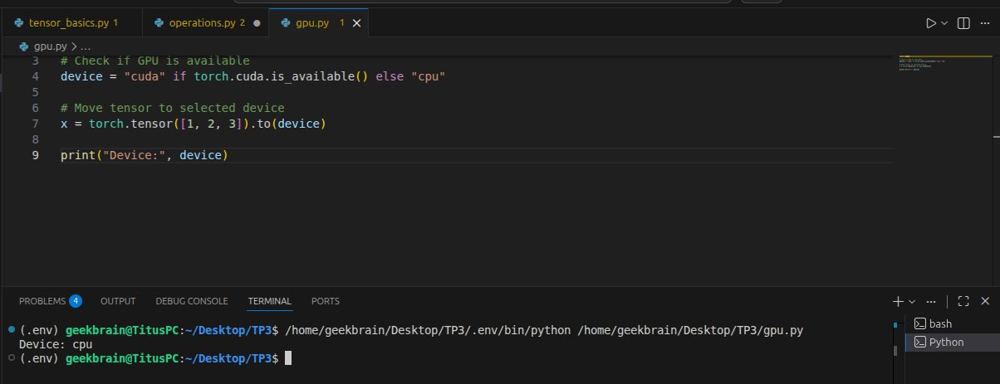 tensor_basics.py 1
operations.py 2
gpu.py 1
gpu.py > ...
3 # Check if GPU is available
4 device = "cuda" if torch.cuda.is_available() else "cpu"
5
6 # Move tensor to selected device
7 x = torch.tensor([1, 2, 3]).to(device)
8
9 print("Device:", device)
PROBLEMS 4 OUTPUT DEBUG CONSOLE TERMINAL PORTS
(.env) geekbrain@TitusPC:~/Desktop/TP3$ /home/geekbrain/Desktop/TP3/.env/bin/python /home/geekbrain/Desktop/TP3/gpu.py
Device: cpu
(.env) geekbrain@TitusPC:~/Desktop/TP3$
bash
Python